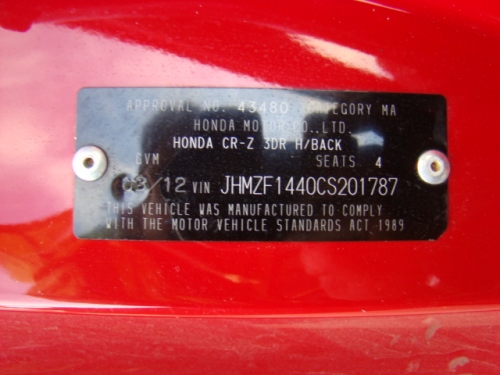 APPROVAL NO. 43480 CATEGORY MA
HONDA MOTOR CO.,LTD.
HONDA CR-Z 3DR H/BACK
GVM SEATS 4
03/12 VIN JHMZF1440CS201787
THIS VEHICLE WAS MANUFACTURED TO COMPLY
WITH THE MOTOR VEHICLE STANDARDS ACT 1989